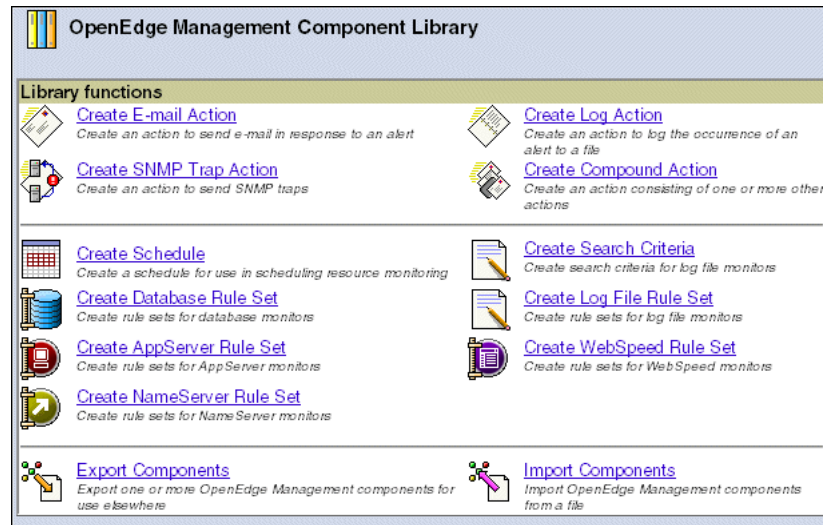 OpenEdge Management Component Library
Library functions
Create E-mail Action
Create an action to send e-mail in response to an alert
Create Log Action
Create an action to log the occurrence of an
alert to a file
Create SNMP Trap Action
Create an action to send SNMP traps
Create Compound Action
Create an action consisting of one or more other
actions
Create Schedule
Create a schedule for use in scheduling resource monitoring
Create Search Criteria
Create search criteria for log file monitors
Create Database Rule Set
Create rule sets for database monitors
Create Log File Rule Set
Create rule sets for log file monitors
Create AppServer Rule Set
Create rule sets for AppServer monitors
Create WebSpeed Rule Set
Create rule sets for WebSpeed monitors
Create NameServer Rule Set
Create rule sets for NameServer monitors
Export Components
Export one or more OpenEdge Management components for
use elsewhere
Import Components
Import OpenEdge Management components
from a file